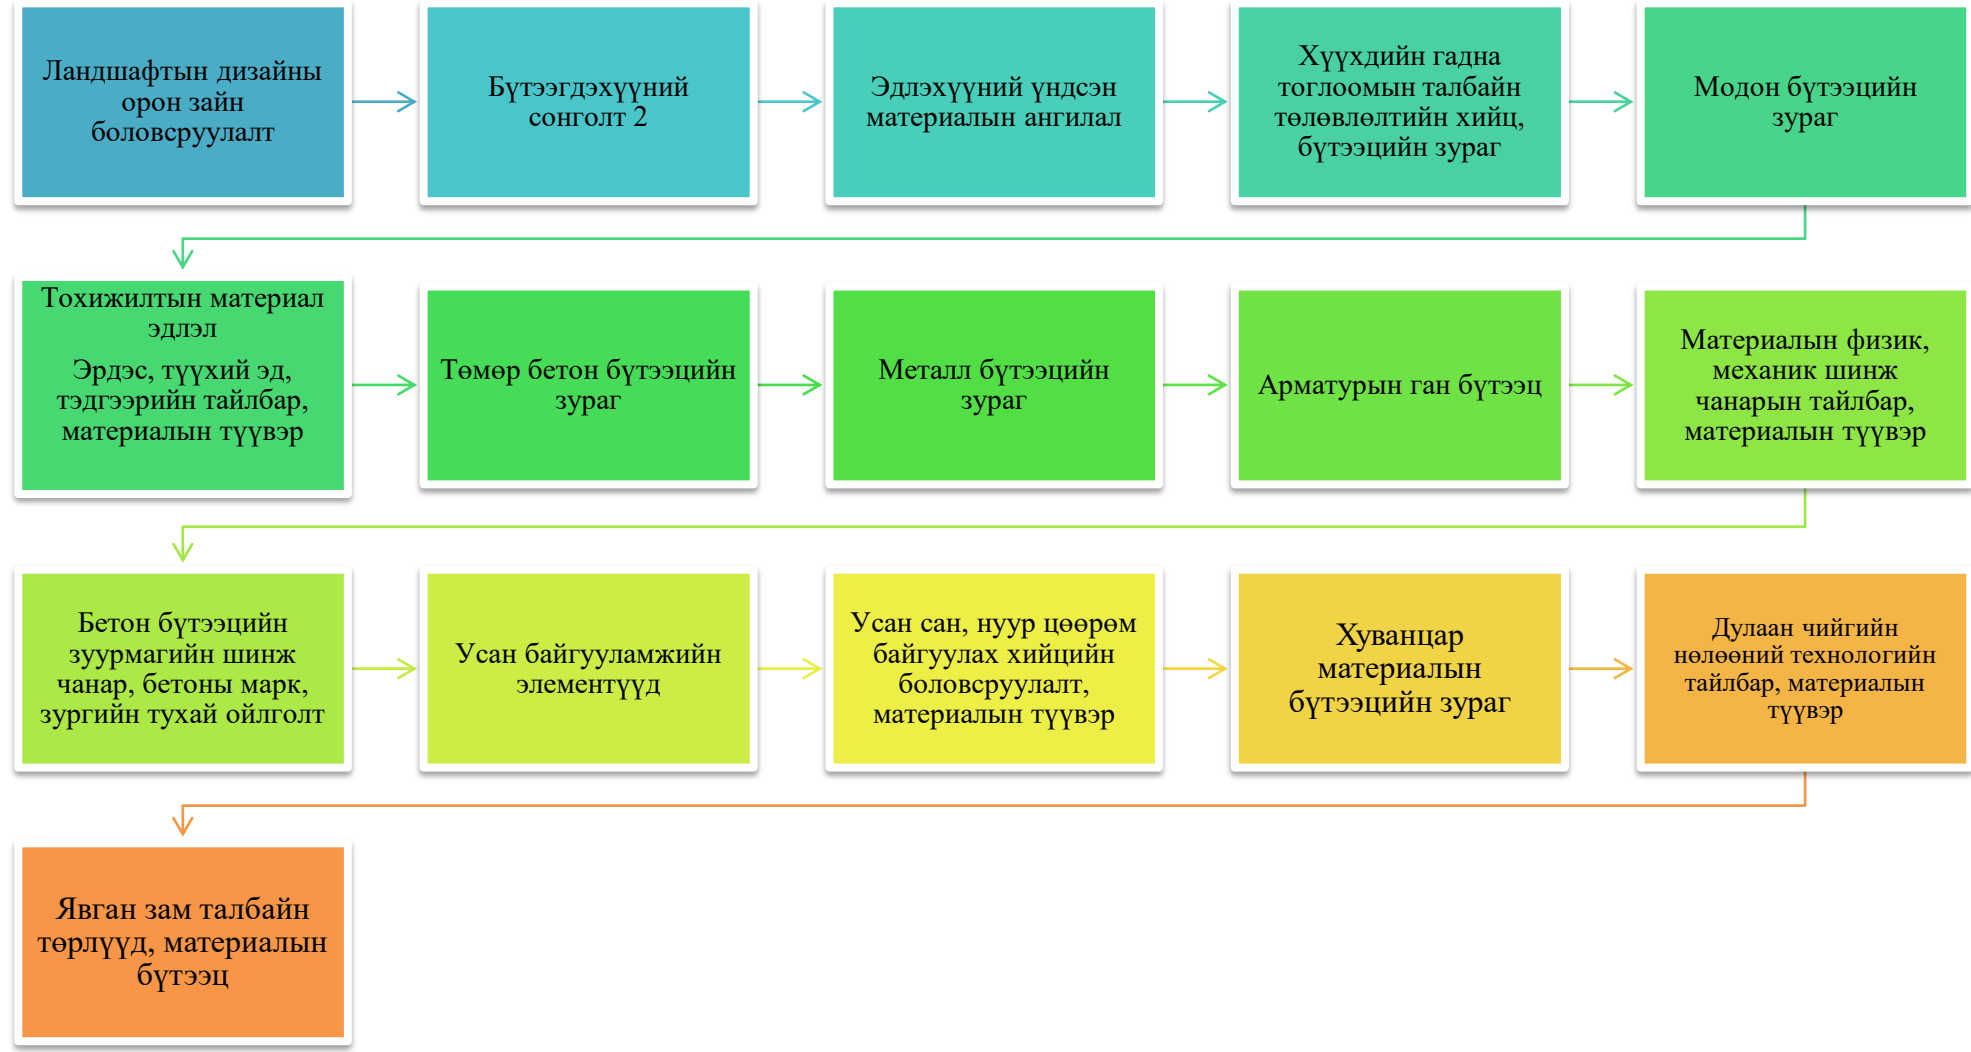 Ландшафтын дизайны
орон зайн
боловсруулалт
Бүтээгдэхүүний
сонголт 2
Эдлэхүүний үндсэн
материалын ангилал
Хүүхдийн гадна
тоглоомын талбайн
төлөвлөлтийн хийц,
бүтээцийн зураг
Модон бүтээцийн
зураг
Тохижилтын материал
эдлэл
Эрдэс, түүхий эд,
тэдгээрийн тайлбар,
материалын түүвэр
Төмөр бетон бүтээцийн
зураг
Металл бүтээцийн
зураг
Арматурын ган бүтээц
Материалын физик,
механик шинж
чанарын тайлбар,
материалын түүвэр
Бетон бүтээцийн
зуурмагийн шинж
чанар, бетоны марк,
зургийн тухай ойлголт
Усан байгууламжийн
элементүүд
Усан сан, нуур цөөрөм
байгуулах хийцийн
боловсруулалт,
материалын түүвэр
Хуванцар
материалын
бүтээцийн зураг
Дулаан чийгийн
нөлөөний технологийн
тайлбар, материалын
түүвэр
Явган зам талбайн
төрлүүд, материалын
бүтээц